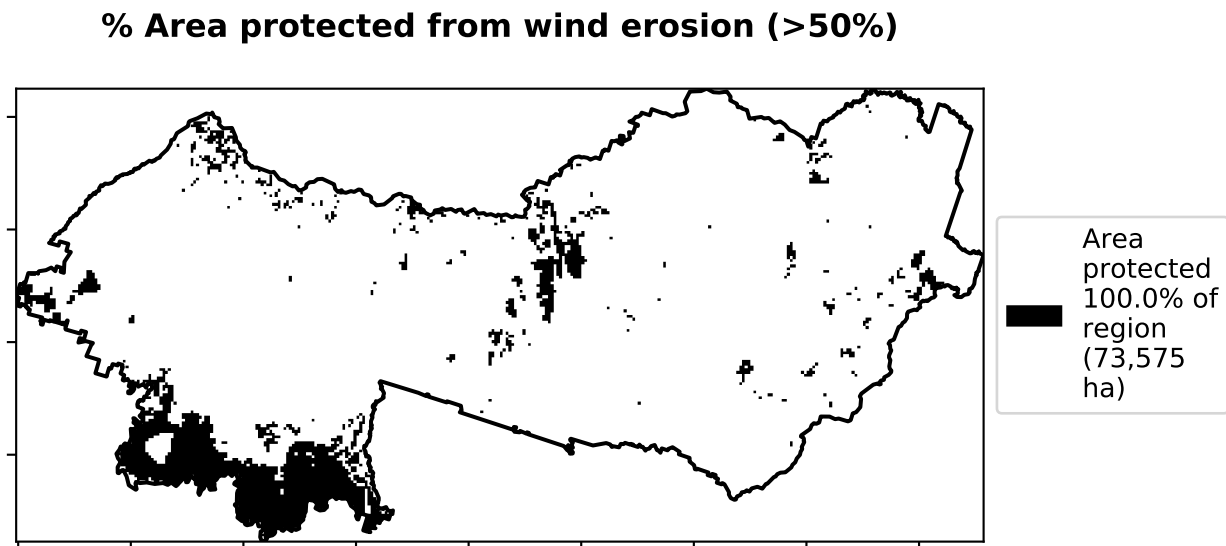 % Area protected from wind erosion (>50%)
Area
protected
100.0% of
region
(73,575
ha)